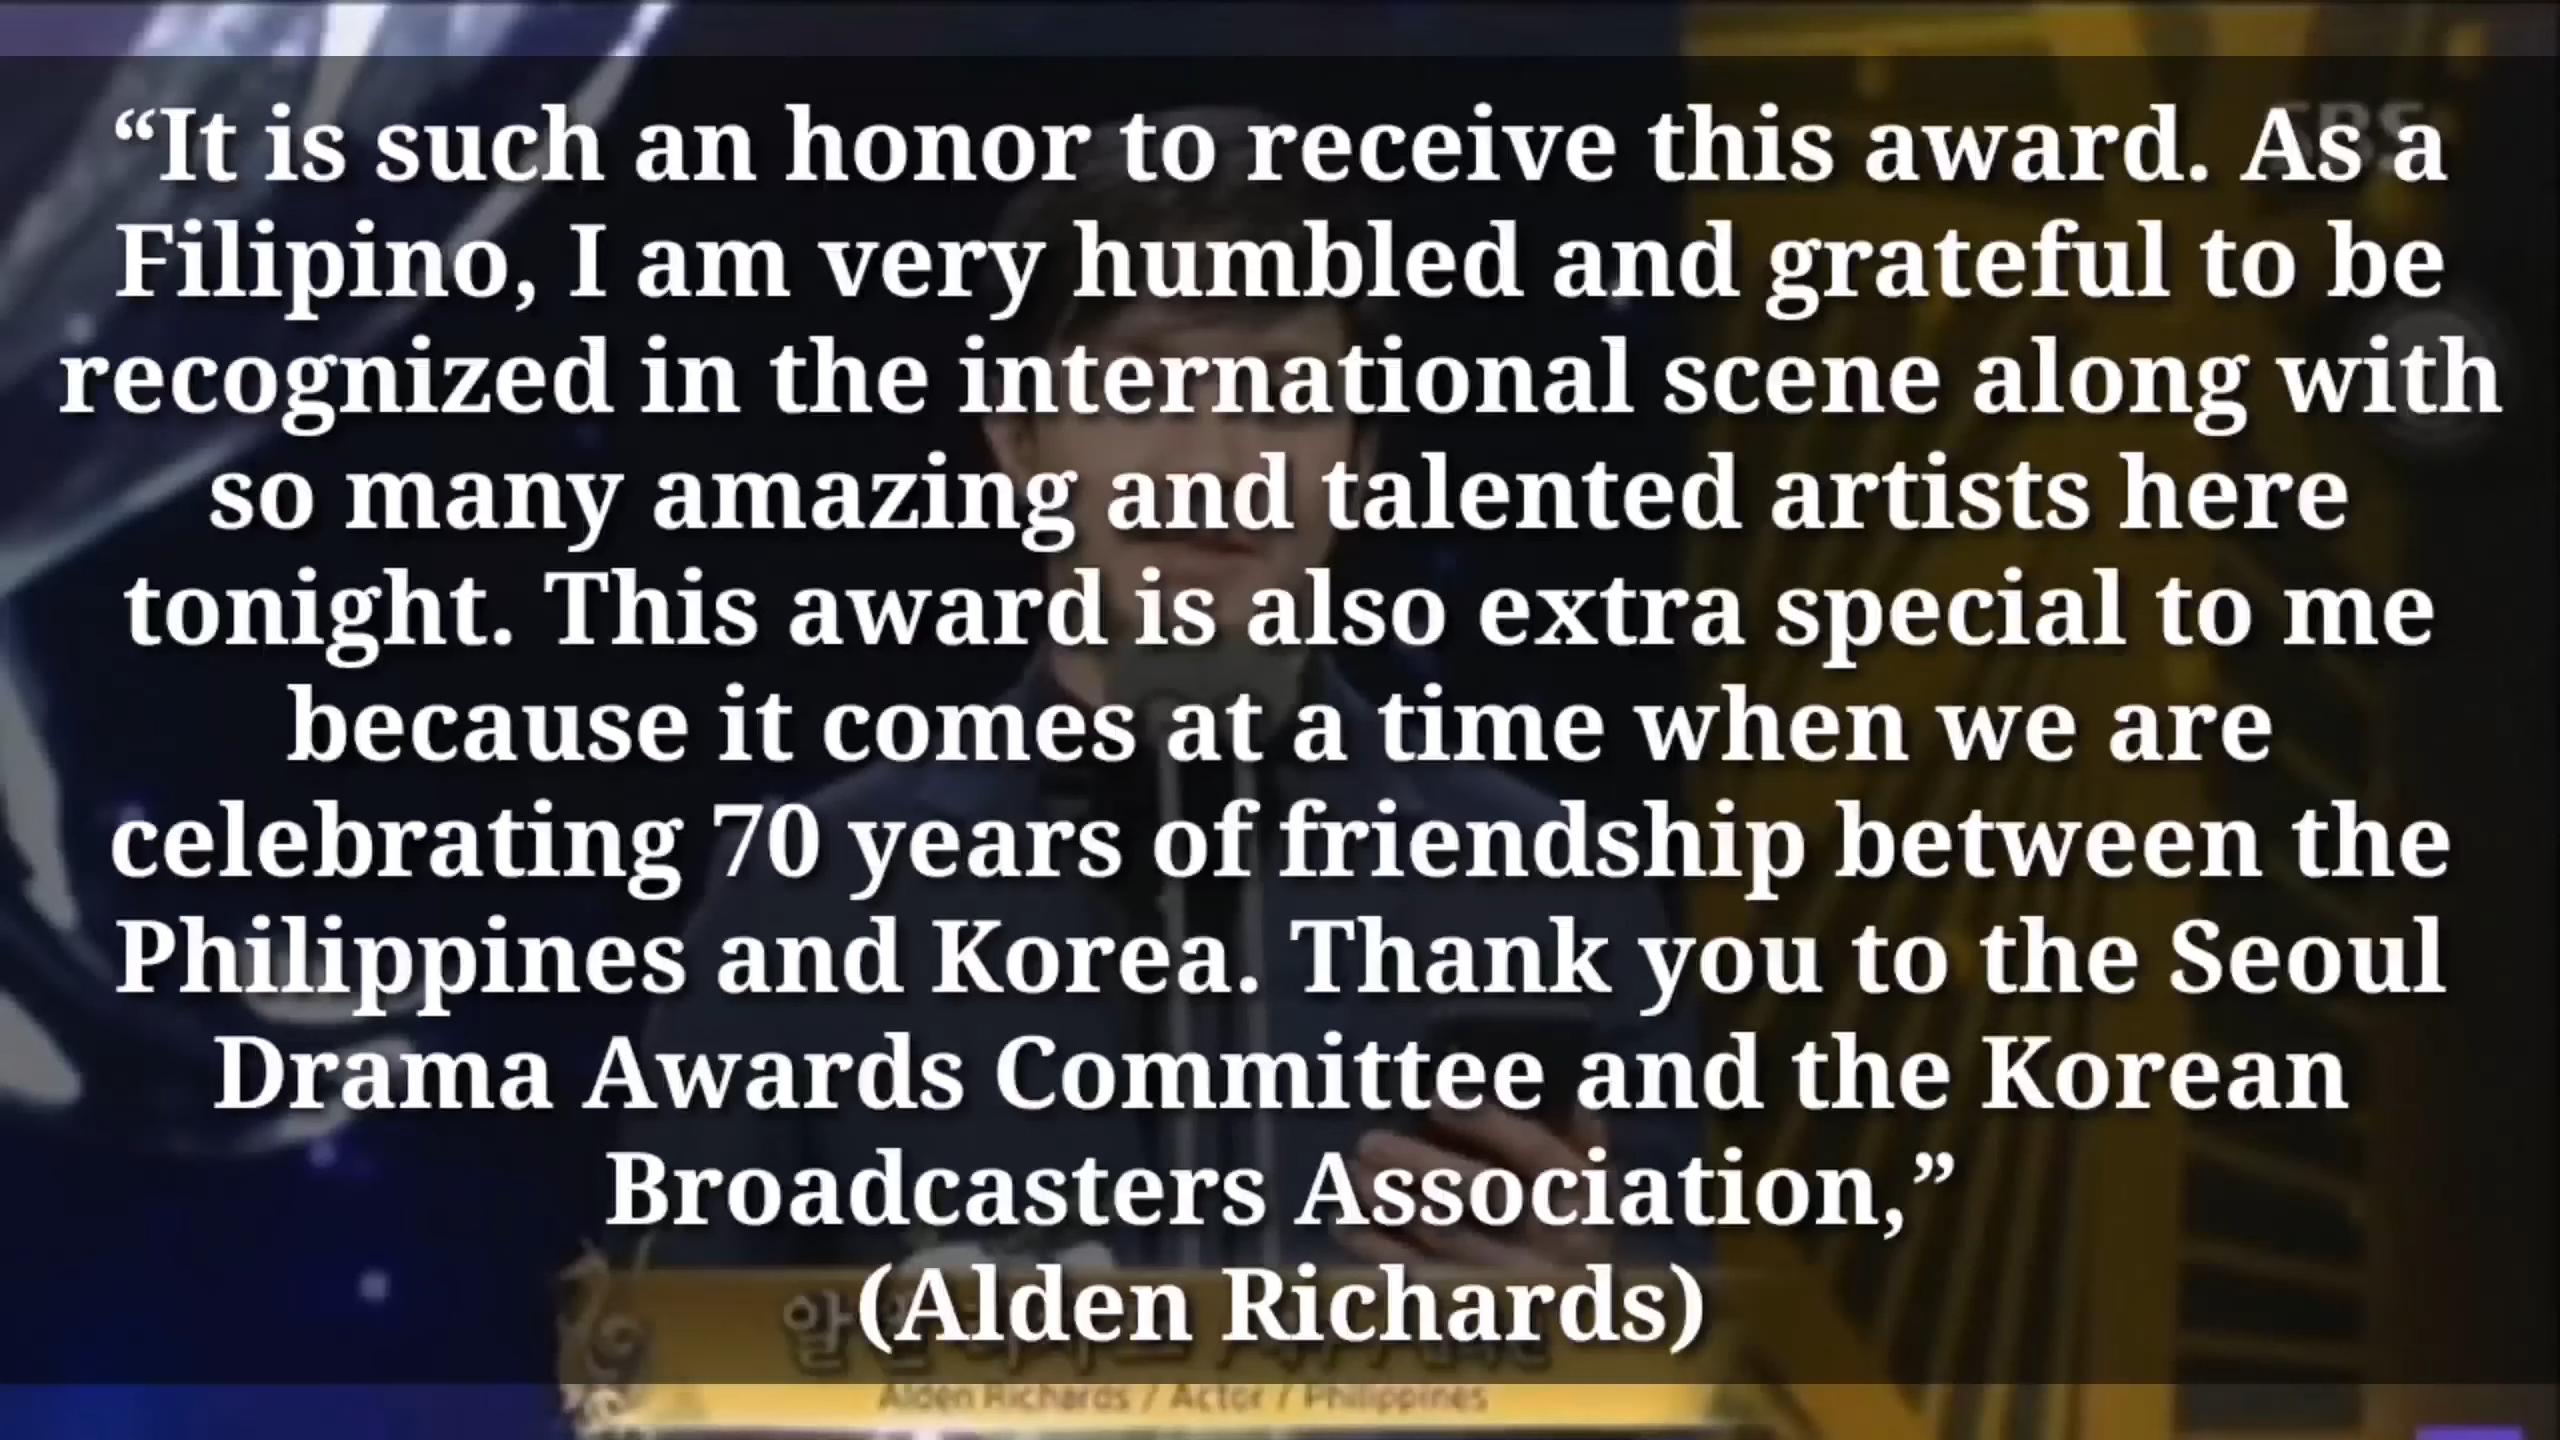 “It is such an honor to receive this award. As a
Filipino, I am very humbled and grateful to be
recognized in the international scene along with
so many amazing and talented artists here
tonight. This award is also extra special to me
because it comes at a time when we are
celebrating 70 years of friendship between the
Philippines and Korea. Thank you to the Seoul
Drama Awards Committee and the Korean
Broadcasters Association,”
(Alden Richards)
Alden Richards / Actor / Philippines
SBS